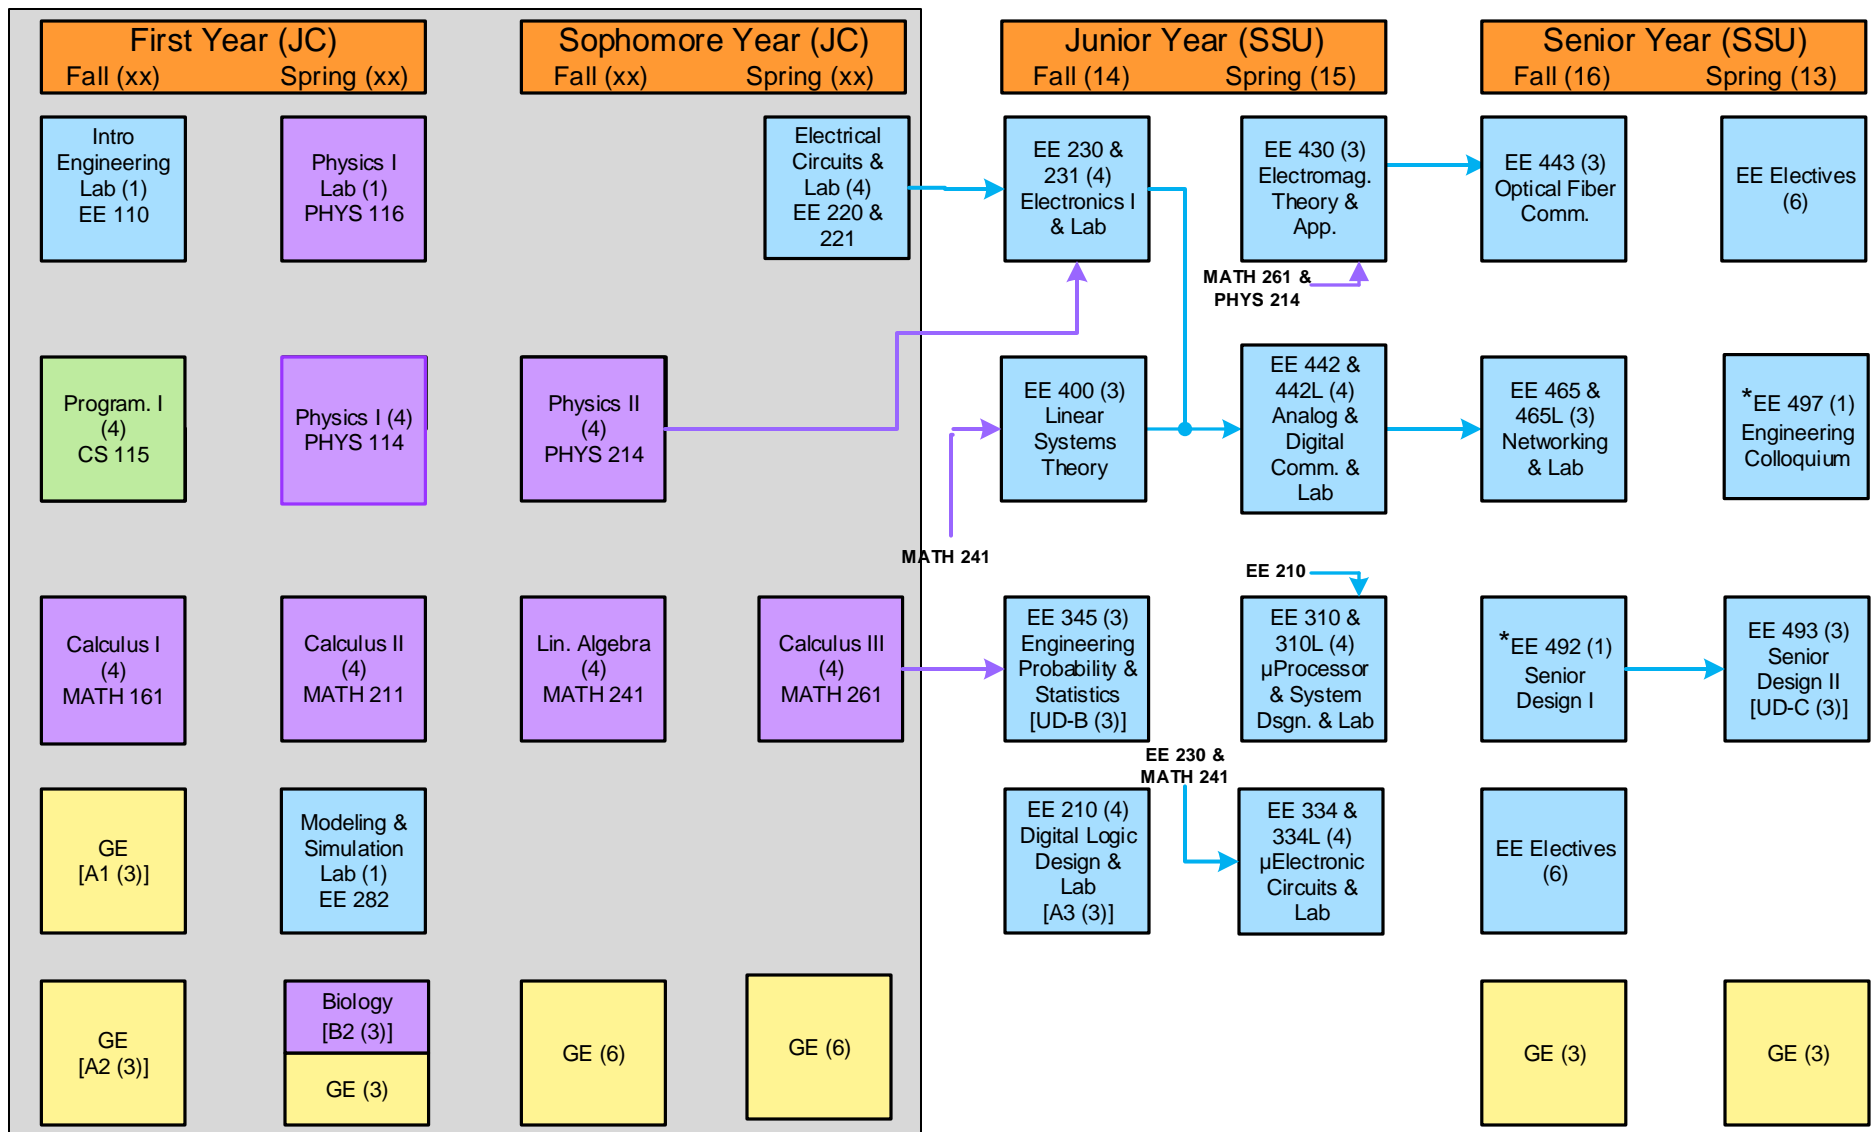 First Year (JC)
Fall (xx) Spring (xx)
Sophomore Year (JC)
Fall (xx) Spring (xx)
Junior Year (SSU)
Fall (14) Spring (15)
Senior Year (SSU)
Fall (16) Spring (13)
Intro
Engineering
Lab (1)
EE 110
Physics I
Lab (1)
PHYS 116
Electrical
Circuits &
Lab (4)
EE 220 &
221
EE 230 &
231 (4)
Electronics I
& Lab
EE 430 (3)
Electromag.
Theory &
App.
EE 443 (3)
Optical Fiber
Comm.
EE Electives
(6)
MATH 261 &
PHYS 214
Program. I
(4)
CS 115
Physics I (4)
PHYS 114
Physics II
(4)
PHYS 214
EE 400 (3)
Linear
Systems
Theory
EE 442 &
442L (4)
Analog &
Digital
Comm. &
Lab
EE 465 &
465L (3)
Networking
& Lab
*EE 497 (1)
Engineering
Colloquium
MATH 241
EE 210
Calculus I
(4)
MATH 161
Calculus II
(4)
MATH 211
Lin. Algebra
(4)
MATH 241
Calculus III
(4)
MATH 261
EE 345 (3)
Engineering
Probability &
Statistics
[UD-B (3)]
EE 310 &
310L (4)
µProcessor
& System
Dsgn. & Lab
*EE 492 (1)
Senior
Design I
EE 493 (3)
Senior
Design II
[UD-C (3)]
EE 230 &
MATH 241
GE
[A1 (3)]
Modeling &
Simulation
Lab (1)
EE 282
EE 210 (4)
Digital Logic
Design &
Lab
[A3 (3)]
EE 334 &
334L (4)
µElectronic
Circuits &
Lab
EE Electives
(6)
GE
[A2 (3)]
Biology
[B2 (3)]
GE (3)
GE (6)
GE (6)
GE (3)
GE (3)